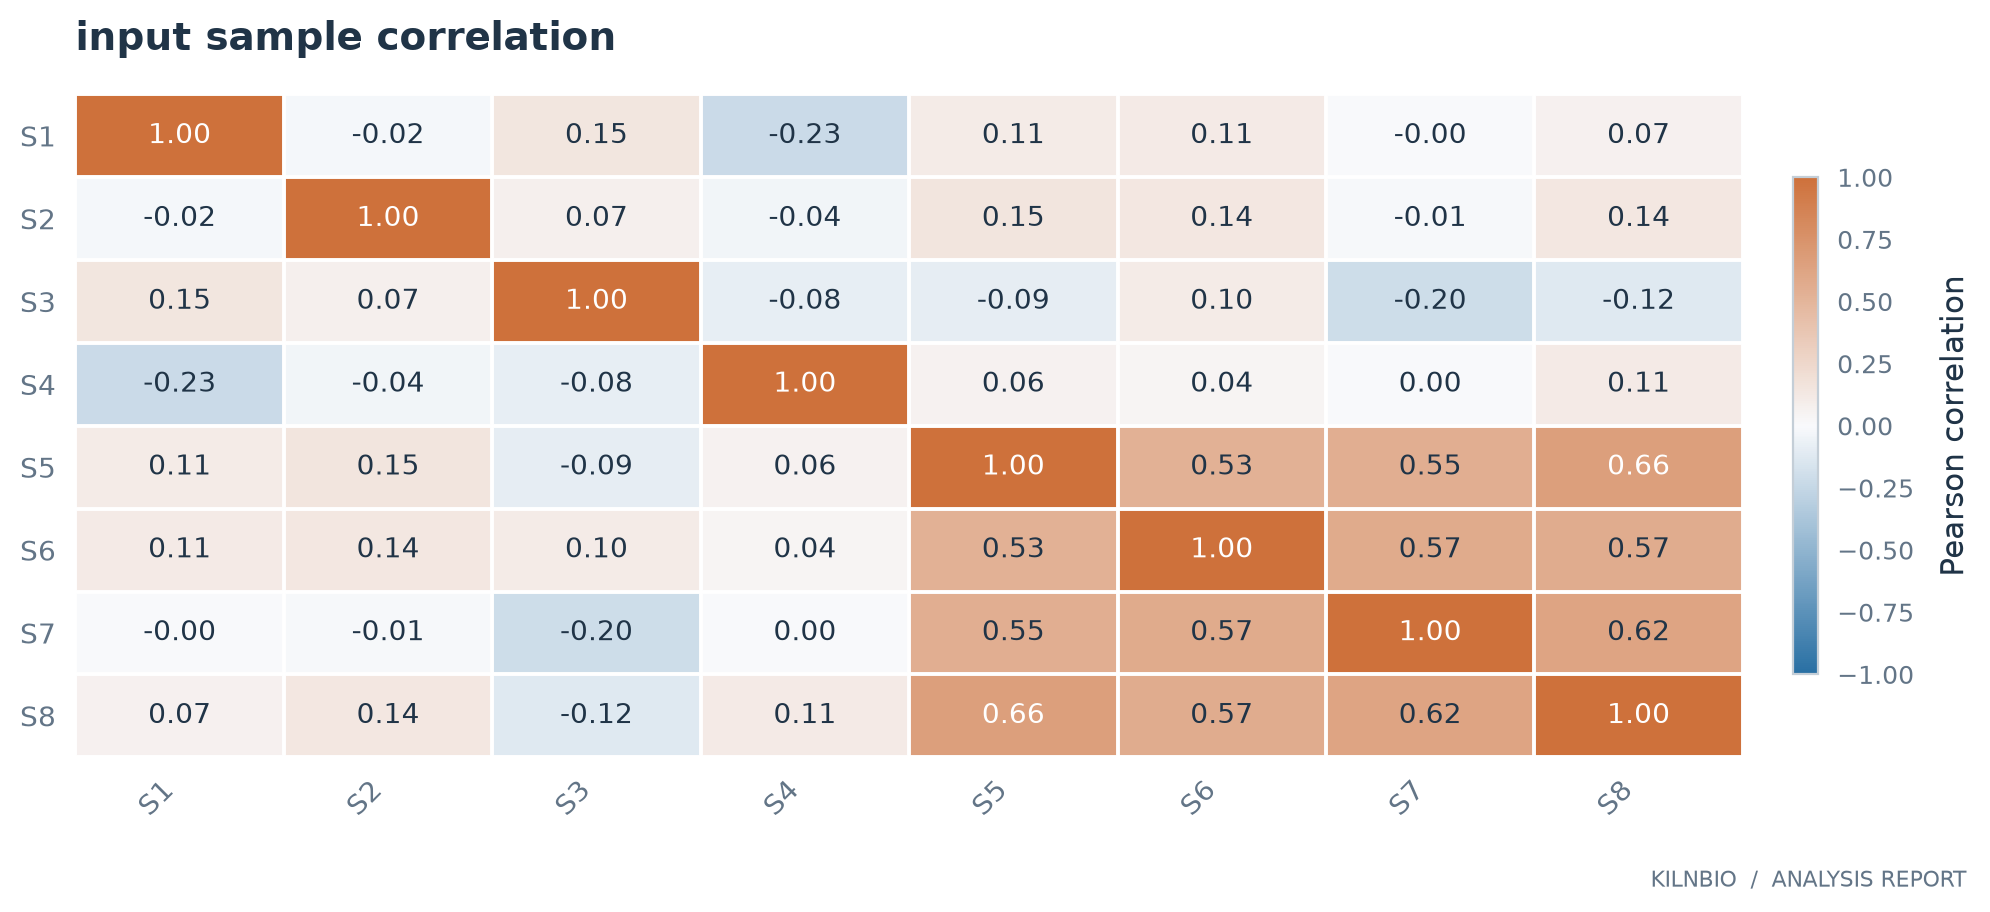 input sample correlation
S1 1.00 -0.02 0.15 -0.23 0.11 0.11 -0.00 0.07
S2 -0.02 1.00 0.07 -0.04 0.15 0.14 -0.01 0.14
S3 0.15 0.07 1.00 -0.08 -0.09 0.10 -0.20 -0.12
S4 -0.23 -0.04 -0.08 1.00 0.06 0.04 0.00 0.11
S5 0.11 0.15 -0.09 0.06 1.00 0.53 0.55 0.66
S6 0.11 0.14 0.10 0.04 0.53 1.00 0.57 0.57
S7 -0.00 -0.01 -0.20 0.00 0.55 0.57 1.00 0.62
S8 0.07 0.14 -0.12 0.11 0.66 0.57 0.62 1.00
S1 S2 S3 S4 S5 S6 S7 S8
1.00
0.75
0.50
0.25
0.00
−0.25
−0.50
−0.75
−1.00
Pearson correlation
KILNBIO / ANALYSIS REPORT